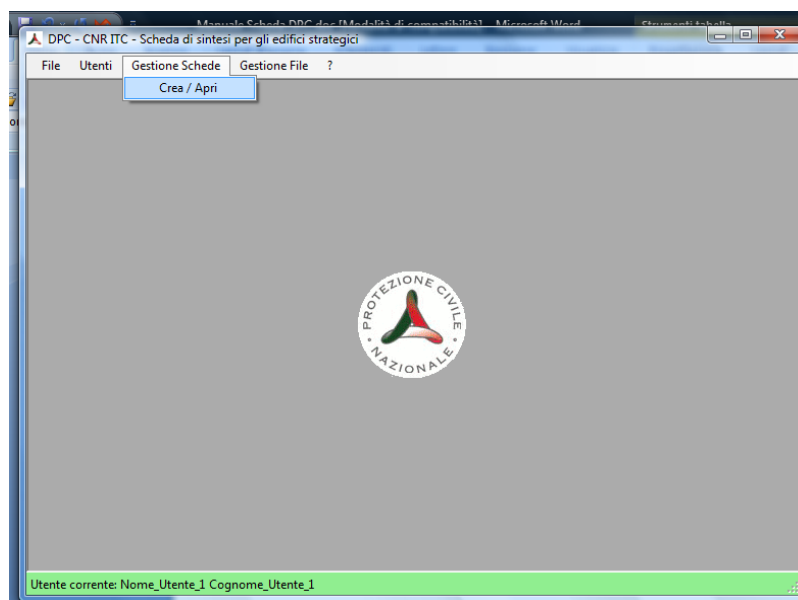 Manuale Scheda DPC.doc [Modalità di compatibilità] - Microsoft Word Strumenti tabella
DPC - CNR ITC - Scheda di sintesi per gli edifici strategici
File Utenti Gestione Schede Gestione File ?
Crea / Apri
PROTEZIONE CIVILE
NAZIONALE
Utente corrente: Nome_Utente_1 Cognome_Utente_1